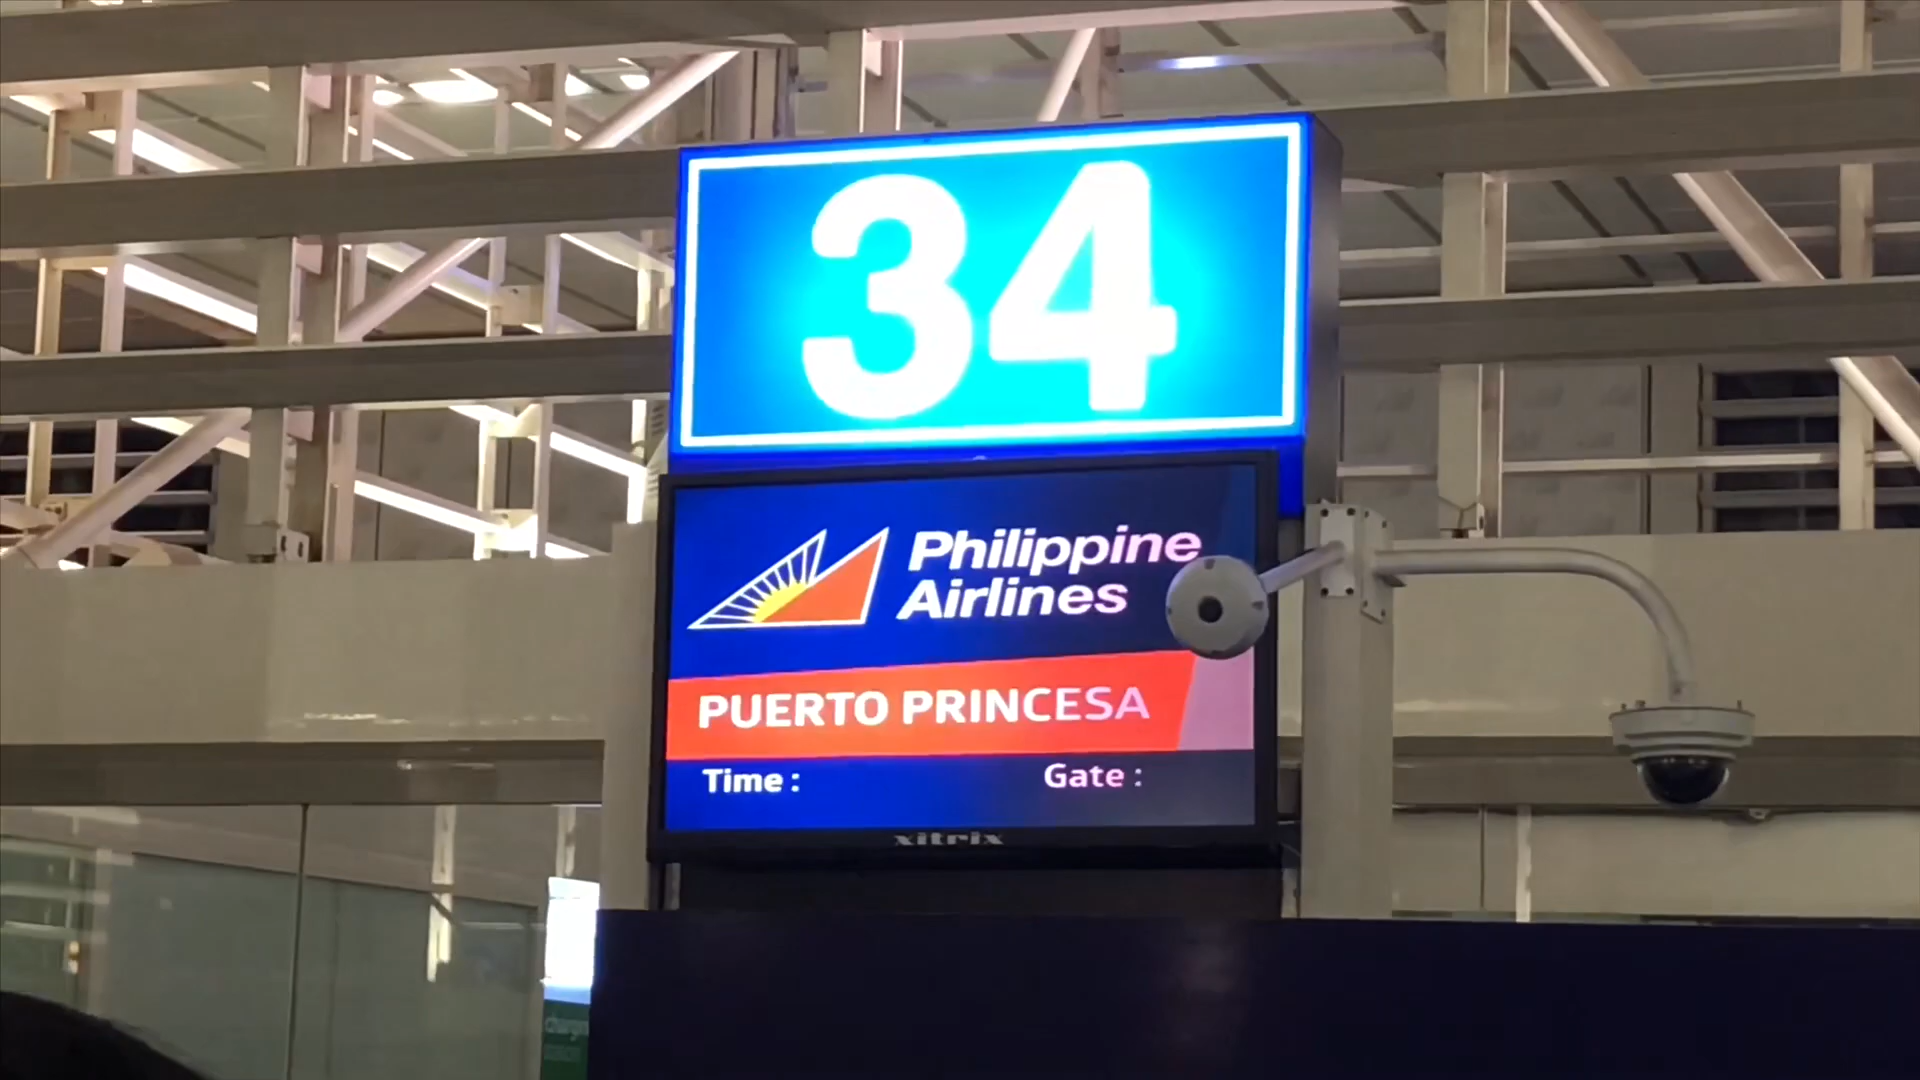 34
Philippine
Airlines
PUERTO PRINCESA
Time :
Gate :
xitrix